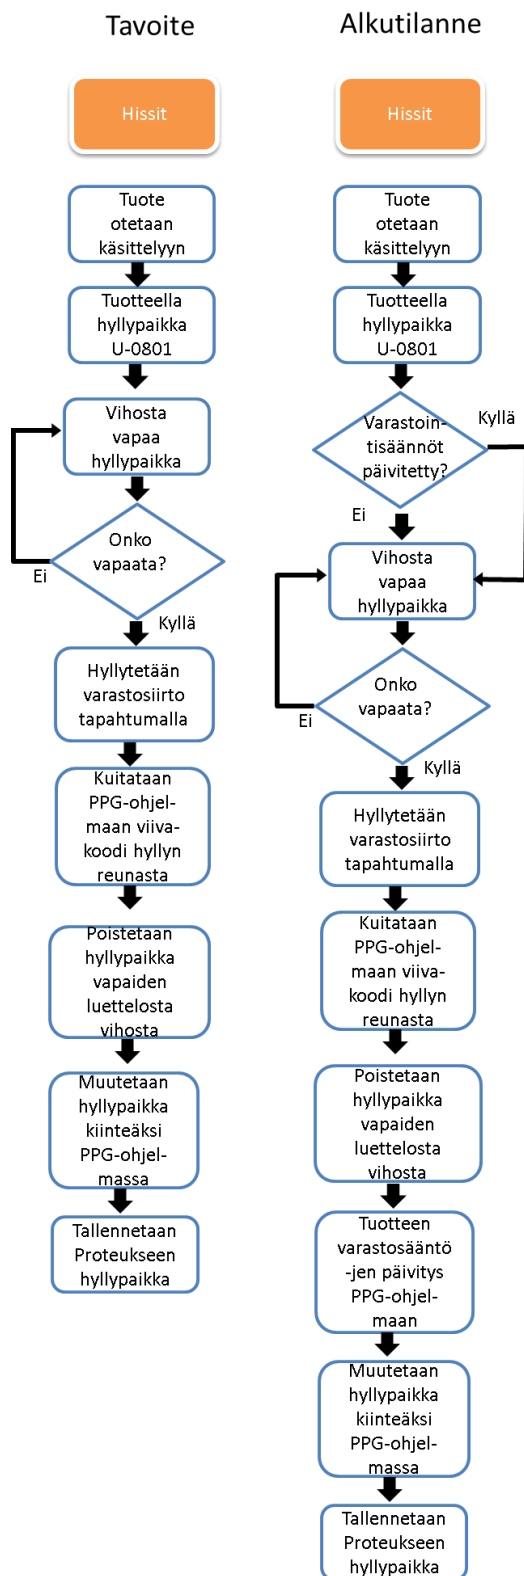 Tavoite
Hissit
Tuote
otetaan
käsittelyyn
Tuotteella
hyllypaikka
U-0801
Vihosta
vapaa
hyllypaikka
Onko
vapaata?
Ei
Kyllä
Hyllytetään
varastosiirto
tapahtumalla
Kuitataan
PPG-ohjel-
maan viiva-
koodi hyllyn
reunasta
Poistetaan
hyllypaikka
vapaiden
luettelosta
vihosta
Muutetaan
hyllypaikka
kiinteäksi
PPG-ohjel-
massa
Tallennetaan
Proteukseen
hyllypaikka
Alkutilanne
Hissit
Tuote
otetaan
käsittelyyn
Tuotteella
hyllypaikka
U-0801
Varastoin-
tisäännöt
päivitetty?
Kyllä
Ei
Vihosta
vapaa
hyllypaikka
Onko
vapaata?
Ei
Kyllä
Hyllytetään
varastosiirto
tapahtumalla
Kuitataan
PPG-ohjel-
maan viiva-
koodi hyllyn
reunasta
Poistetaan
hyllypaikka
vapaiden
luettelosta
vihosta
Tuotteen
varastosääntö
-jen päivitys
PPG-ohjel-
maan
Muutetaan
hyllypaikka
kiinteäksi
PPG-ohjel-
massa
Tallennetaan
Proteukseen
hyllypaikka